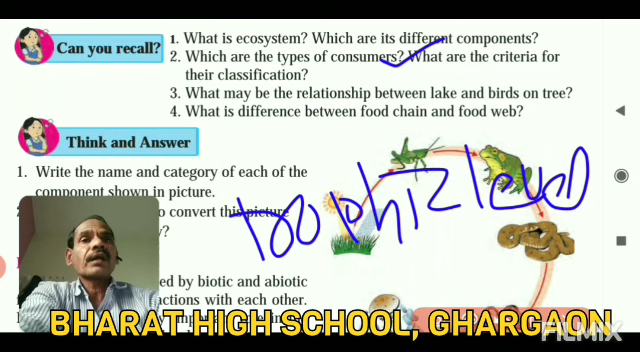 Can you recall?
1. What is ecosystem? Which are its different components?
2. Which are the types of consumers? What are the criteria for
their classification?
3. What may be the relationship between lake and birds on tree?
4. What is difference between food chain and food web?
Think and Answer
1. Write the name and category of each of the
component shown in picture.
to convert this picture
?
ed by biotic and abiotic
actions with each other.
level
BHARAT HIGH SCHOOL, GHARGAON
FILMIX